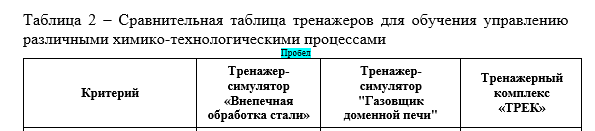 Таблица 2 – Сравнительная таблица тренажеров для обучения управлению
различными химико-технологическими процессами
Пробел
Критерий
Тренажер-
симулятор
«Внепечная
обработка стали»
Тренажер-
симулятор
"Газовщик
доменной печи"
Тренажерный
комплекс
«ТРЕК»